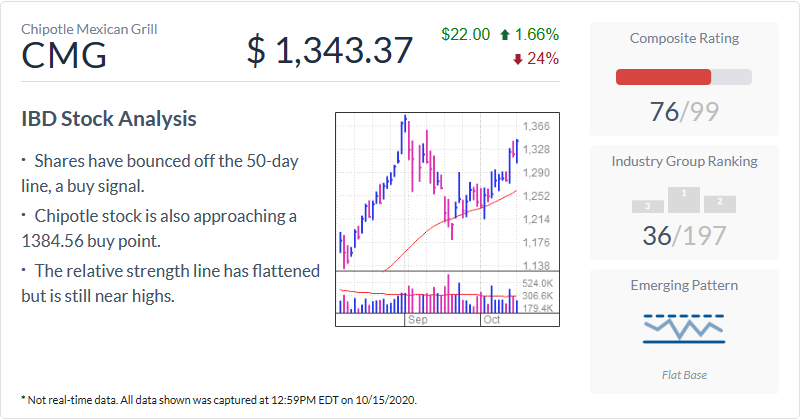 Chipotle Mexican Grill
CMG
$ 1,343.37
$22.00 1.66%
24%
IBD Stock Analysis
· Shares have bounced off the 50-day
line, a buy signal.
· Chipotle stock is also approaching a
1384.56 buy point.
· The relative strength line has flattened
but is still near highs.
1,366
1,328
1,290
1,252
1,214
1,176
1,138
524.0K
306.6K
179.4K
Sep Oct
Composite Rating
76/99
Industry Group Ranking
3 1 2
36/197
Emerging Pattern
Flat Base
* Not real-time data. All data shown was captured at 12:59PM EDT on 10/15/2020.